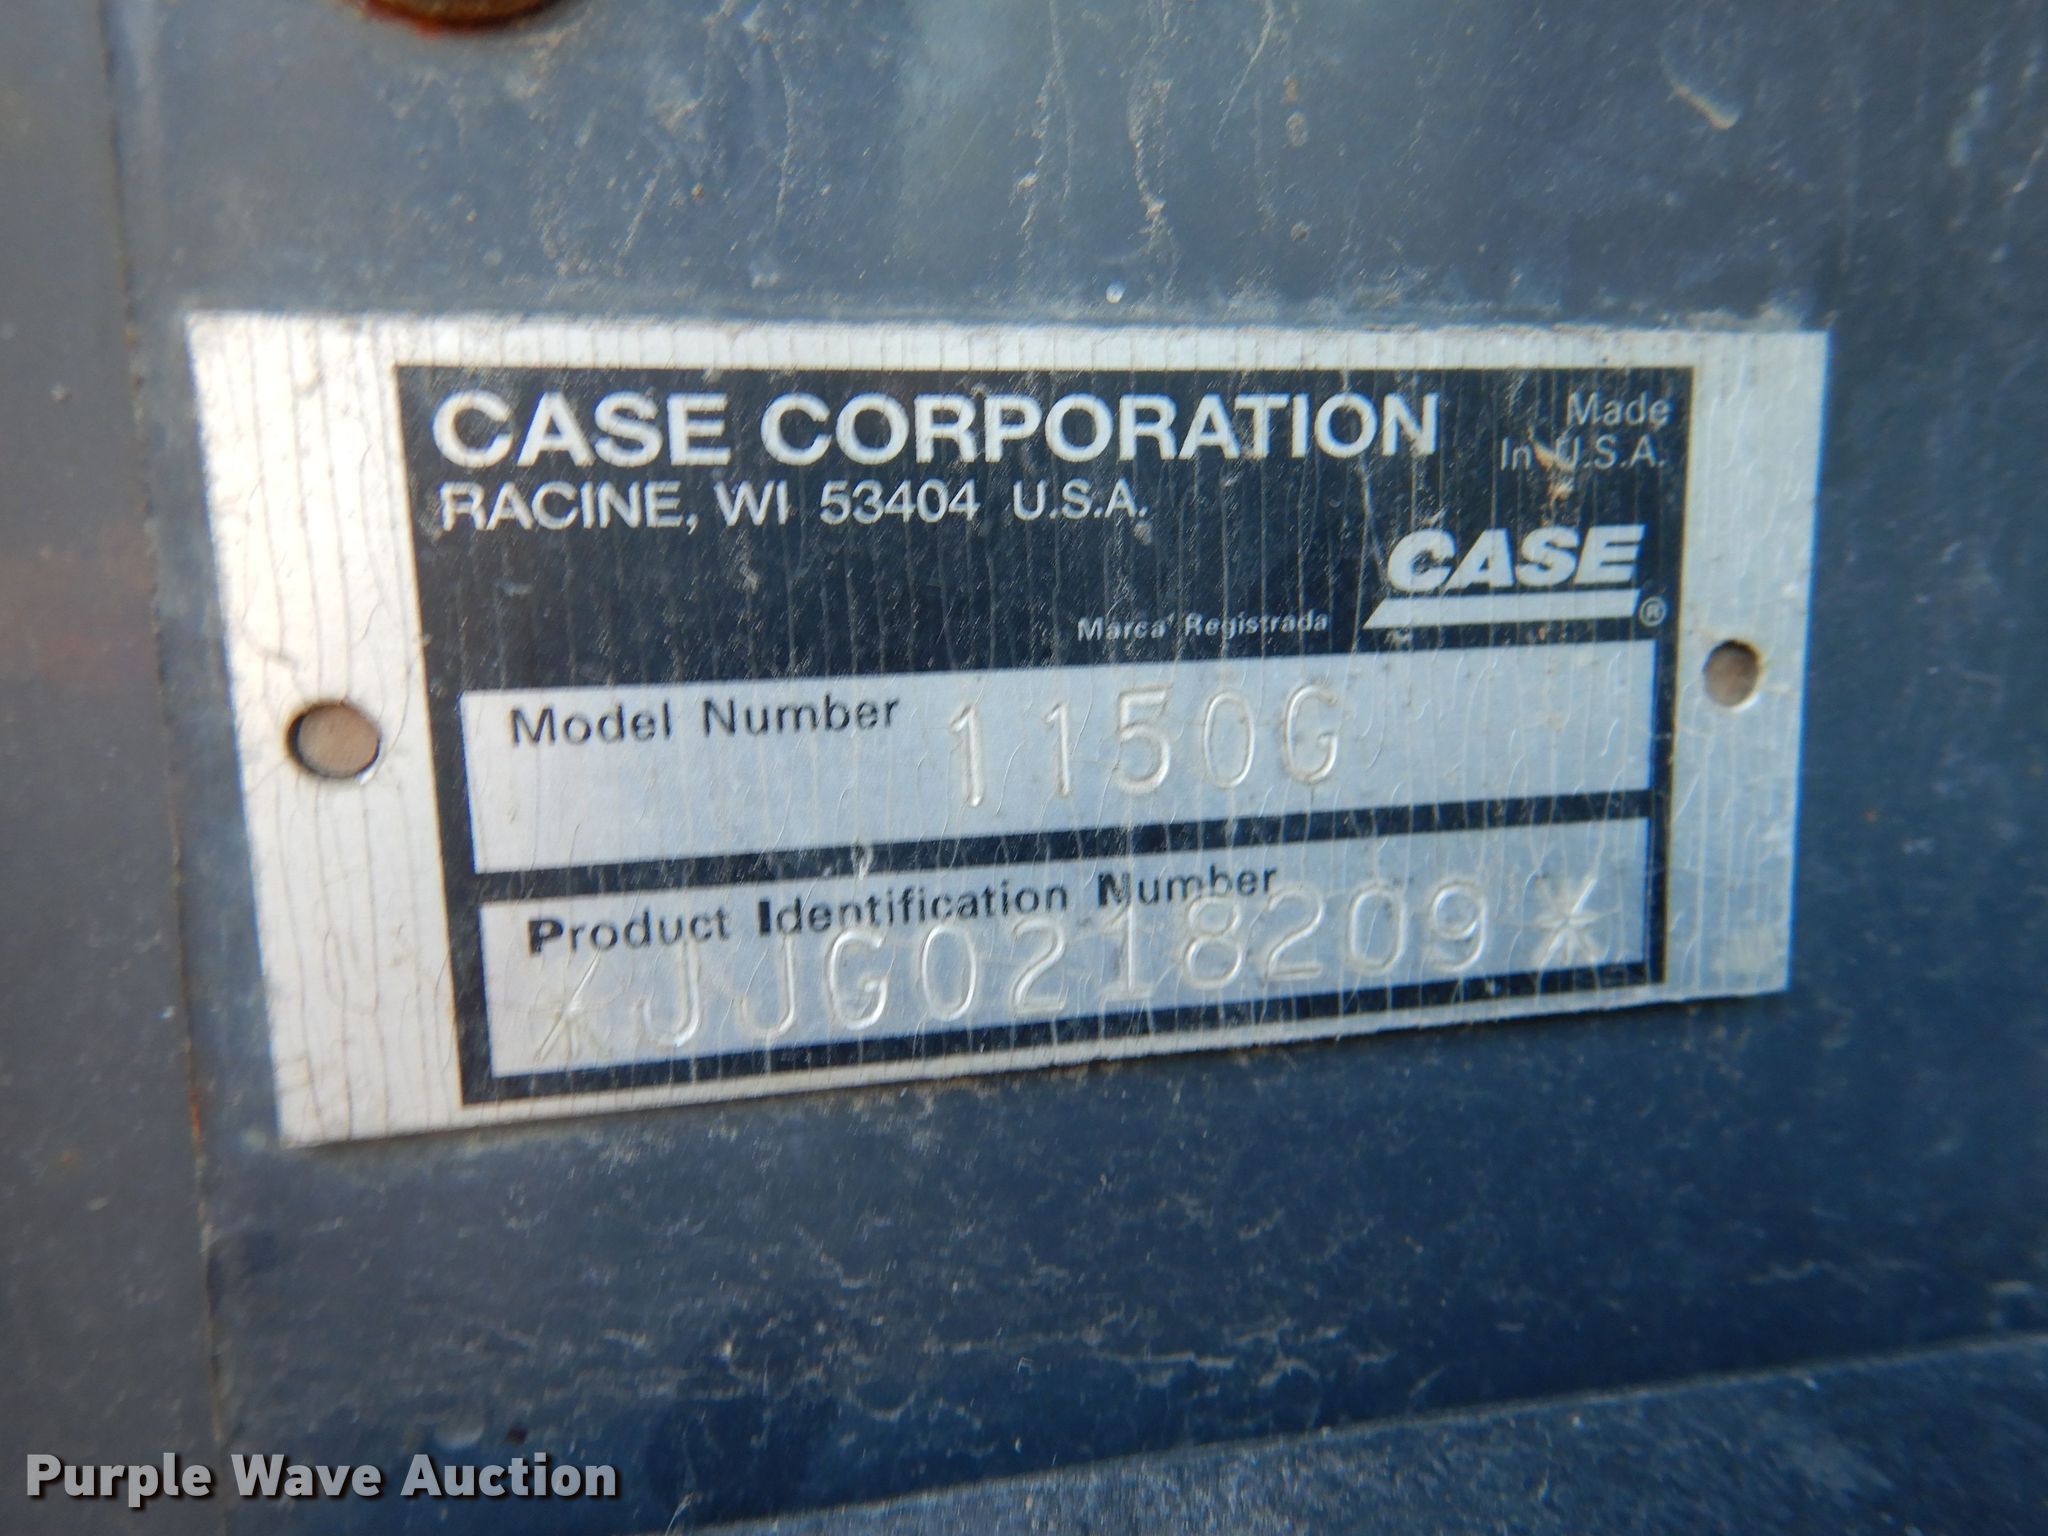 CASE CORPORATION
RACINE, WI 53404 U.S.A.
Made
In U.S.A.
CASE®
Marca Registrada
Model Number 1150G
Product Identification Number
*JJG0218209*
Purple Wave Auction